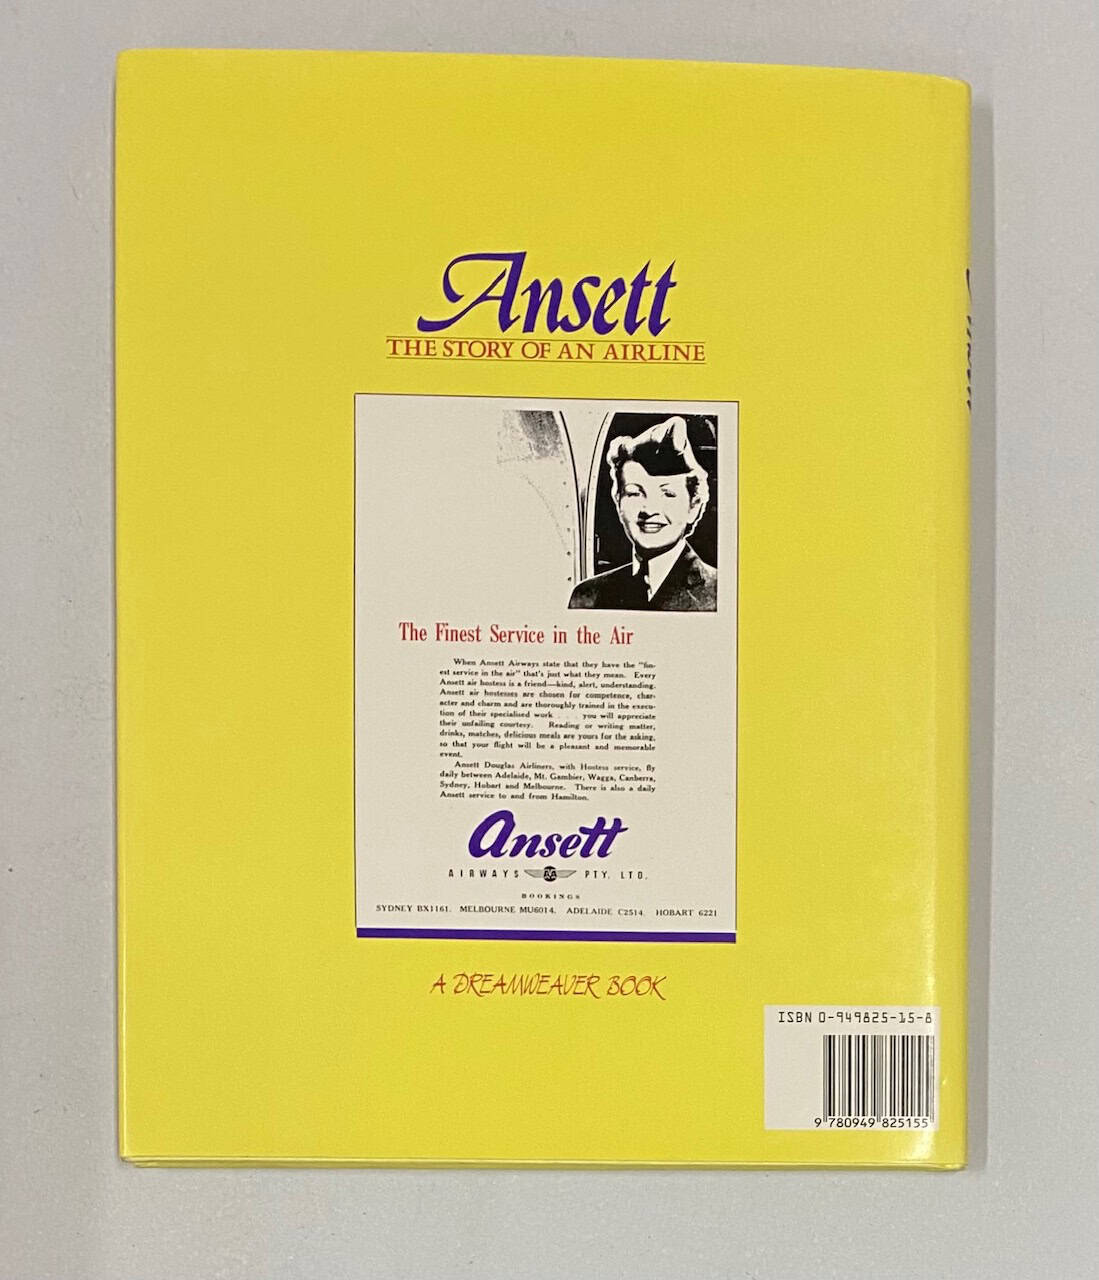 Ansett
THE STORY OF AN AIRLINE
The Finest Service in the Air
When Ansett Airways state that they have the "fin-
est service in the air" that's just what they mean. Every
Ansett air hostess is a friend—kind, alert, understanding.
Ansett air hostesses are chosen for competence, char-
acter and charm and are thoroughly trained in the execu-
tion of their specialised work . . . you will appreciate
their unfailing courtesy. Reading or writing matter,
drinks, matches, delicious meals are yours for the asking,
so that your flight will be a pleasant and memorable
event.
Ansett Douglas Airliners, with Hostess service, fly
daily between Adelaide, Mt. Gambier, Wagga, Canberra,
Sydney, Hobart and Melbourne. There is also a daily
Ansett service to and from Hamilton.
Ansett
AIRWAYS PTY. LTD.
BOOKINGS
SYDNEY BX1161. MELBOURNE MU6014. ADELAIDE C2514. HOBART 6221
A DREAMWEAVER BOOK
ISBN 0-949825-15-8
9 780949 825155